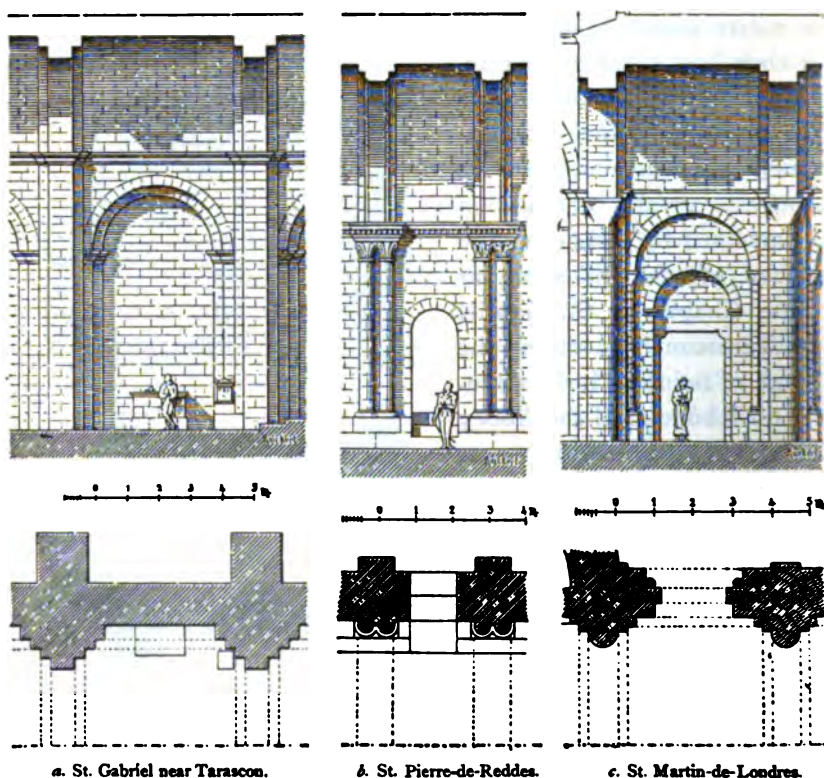 0 1 2 3 4 5 m
0 1 2 3 4 m
0 1 2 3 4 5 m
a. St. Gabriel near Tarascon.
b. St. Pierre-de-Reddes.
c. St. Martin-de-Londres.